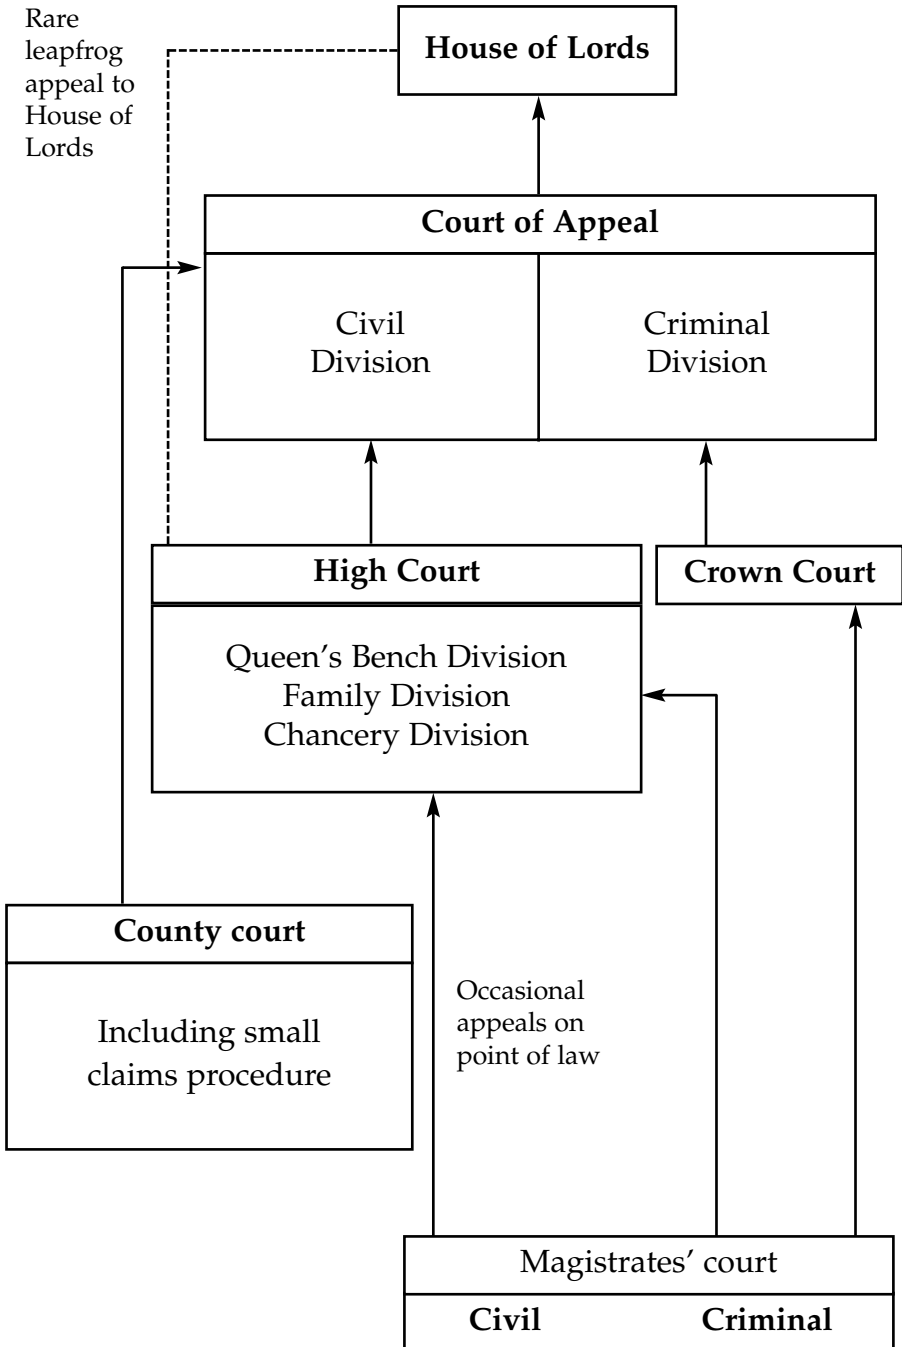 Rare
leapfrog
appeal to
House of
Lords
House of Lords
Court of Appeal
Civil
Division
Criminal
Division
High Court
Queen's Bench Division
Family Division
Chancery Division
Crown Court
County court
Including small
claims procedure
Occasional
appeals on
point of law
Magistrates’ court
Civil
Criminal